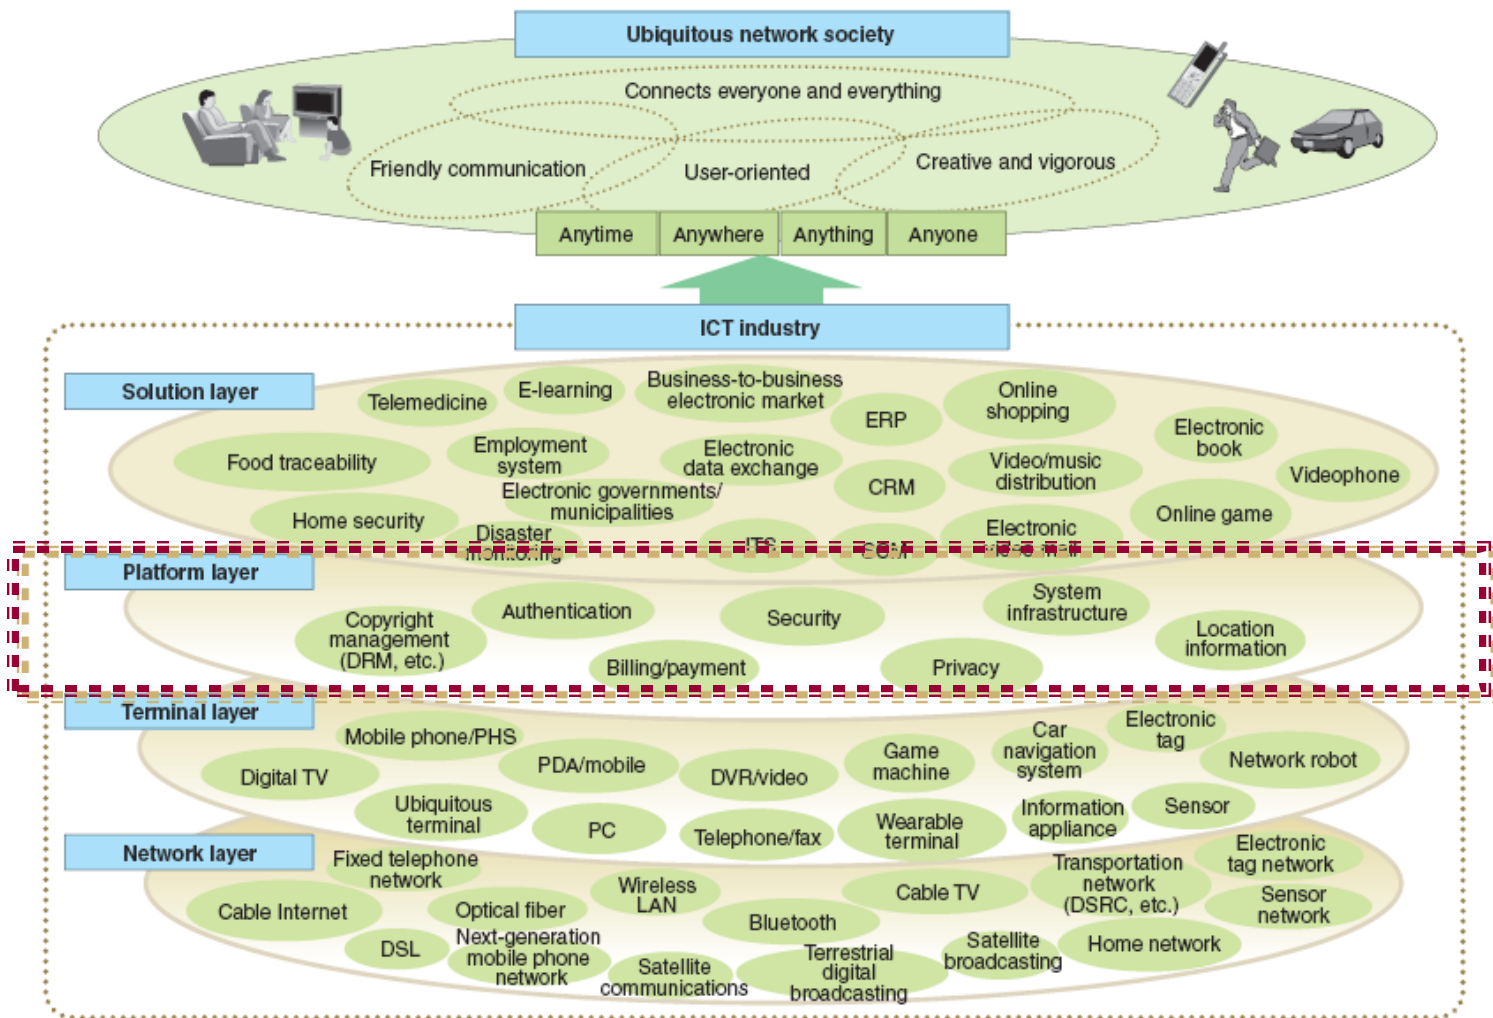 Ubiquitous network society
Connects everyone and everything
Friendly communication
User-oriented
Creative and vigorous
Anytime
Anywhere
Anything
Anyone
ICT industry
Solution layer
Telemedicine
E-learning
Business-to-business
electronic market
ERP
Online
shopping
Electronic
book
Food traceability
Employment
system
Electronic
data exchange
CRM
Video/music
distribution
Videophone
Electronic governments/
municipalities
Home security
Disaster
monitoring
ITS
Electronic
Online game
Platform layer
Copyright
management
(DRM, etc.)
Authentication
Security
System
infrastructure
Location
information
Billing/payment
Privacy
Terminal layer
Mobile phone/PHS
Digital TV
PDA/mobile
DVR/video
Game
machine
Car
navigation
system
Electronic
tag
Network robot
Ubiquitous
terminal
PC
Telephone/fax
Wearable
terminal
Information
appliance
Sensor
Network layer
Fixed telephone
network
Cable Internet
Optical fiber
Wireless
LAN
Bluetooth
Cable TV
Transportation
network
(DSRC, etc.)
Electronic
tag network
Sensor
network
DSL
Next-generation
mobile phone
network
Satellite
communications
Terrestrial
digital
broadcasting
Satellite
broadcasting
Home network